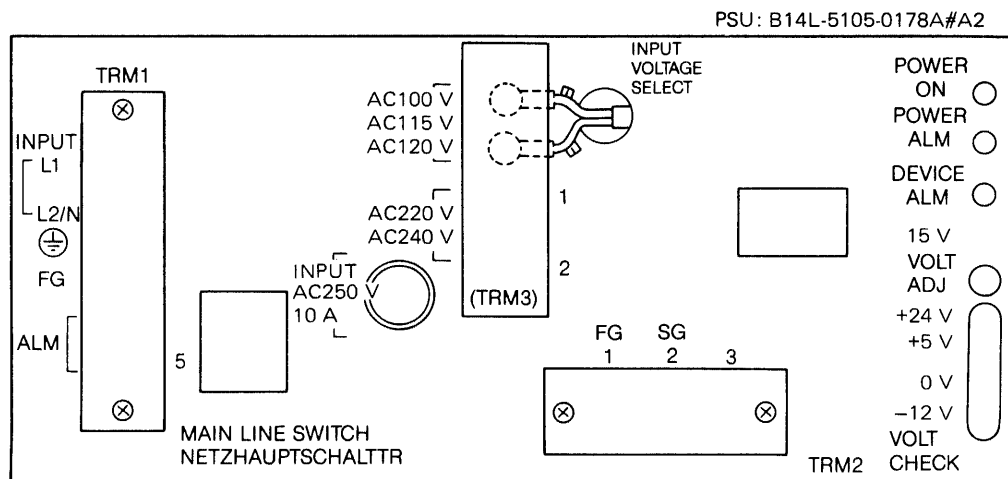 PSU: B14L-5105-0178A#A2
TRM1
INPUT
L1
L2/N
FG
ALM
5
MAIN LINE SWITCH
NETZHAUPTSCHALTTR
AC100 V
AC115 V
AC120 V
AC220 V
AC240 V
INPUT
AC250 V
10 A
(TRM3)
INPUT
VOLTAGE
SELECT
1
2
FG
1
SG
2
3
TRM2
POWER
ON
POWER
ALM
DEVICE
ALM
15 V
VOLT
ADJ
+24 V
+5 V
0 V
−12 V
VOLT
CHECK